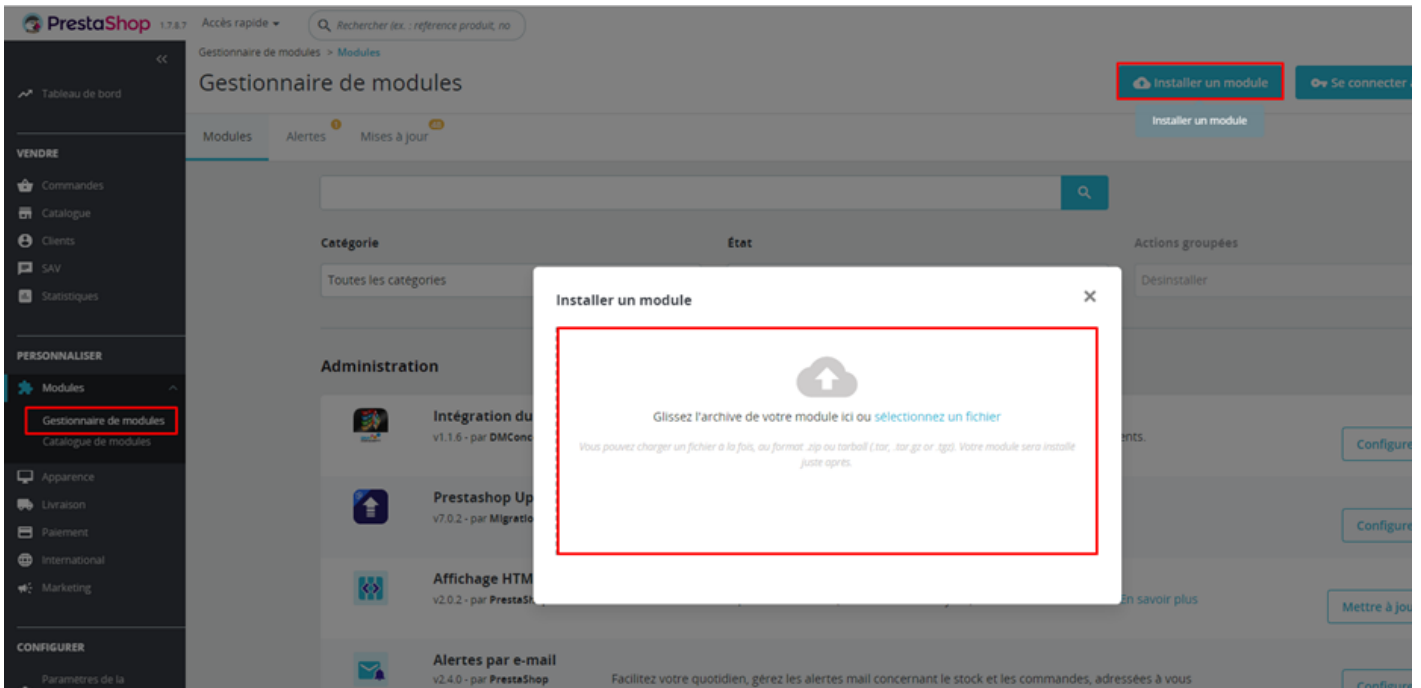 PrestaShop 1.7.8.7 Accès rapide
Rechercher (ex. : référence produit, no
Gestionnaire de modules > Modules
Gestionnaire de modules
Installer un module
Se connecter
Installer un module
Tableau de bord
Modules Alertes Mises à jour
VENDRE
Commandes
Catalogue
Clients
SAV
Statistiques
Catégorie État Actions groupées
Toutes les catégories
Désinstaller
Installer un module
×
PERSONNALISER
Modules
Gestionnaire de modules
Catalogue de modules
Apparence
Livraison
Paiement
International
Marketing
CONFIGURER
Paramètres de la
Administration
Glissez l'archive de votre module ici ou sélectionnez un fichier
Vous pouvez charger un fichier à la fois, au format .zip ou tarball (.tar, .tar.gz or .tgz). Votre module sera installé
juste après.
Intégration du
v1.1.6 - par DMConc
ents.
Configure
Prestashop Up
v7.0.2 - par Migratio
Configure
Affichage HTM
v2.0.2 - par PrestaSh
En savoir plus
Mettre à jou
Alertes par e-mail
v2.4.0 - par PrestaShop
Facilitez votre quotidien, gérez les alertes mail concernant le stock et les commandes, adressées à vous
Configure